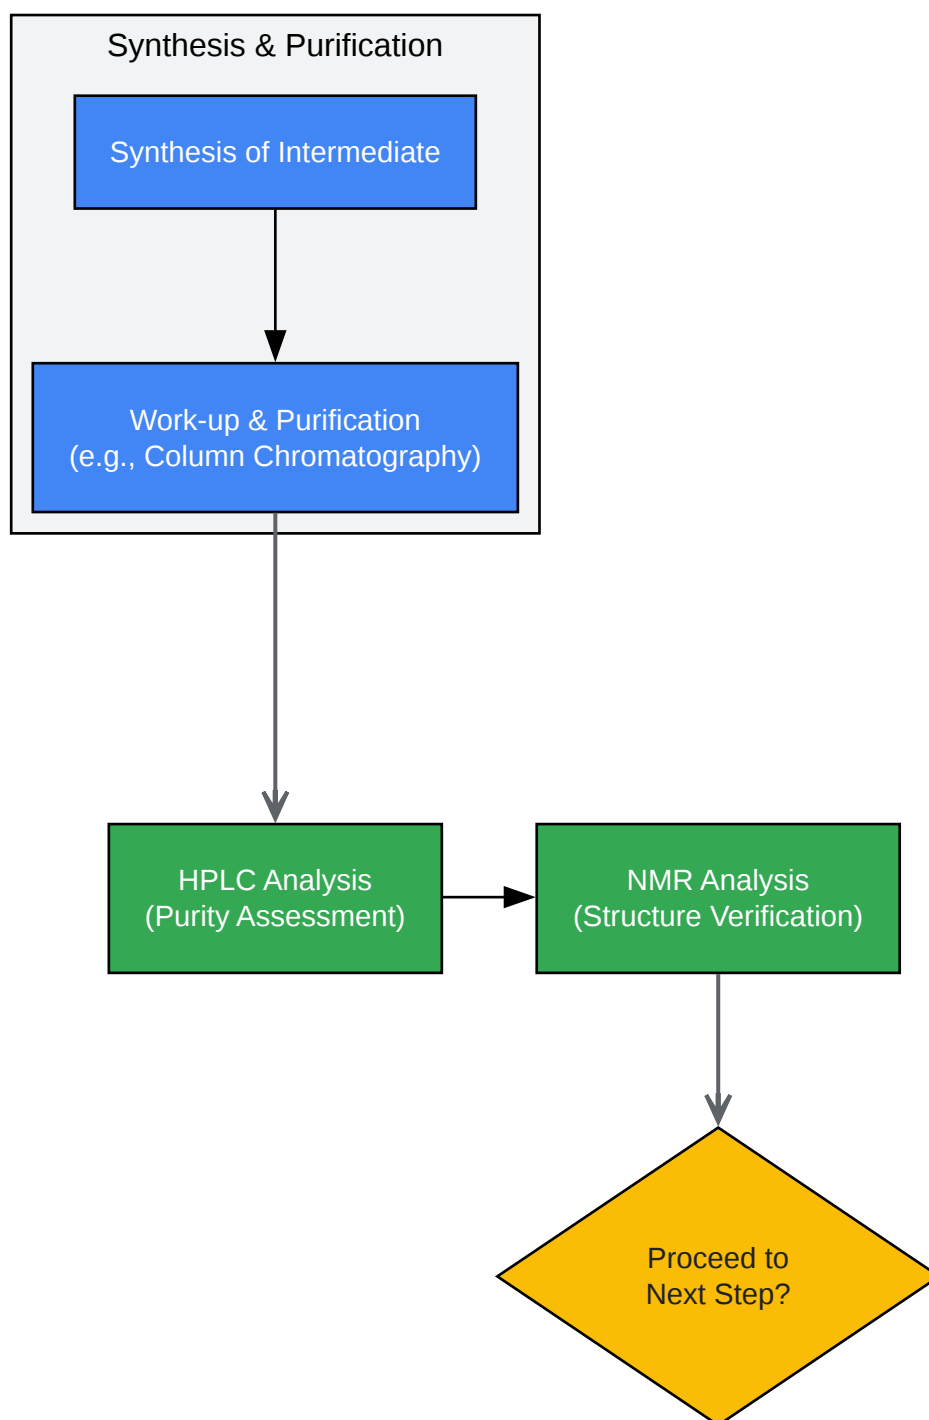 Synthesis & Purification
Synthesis of Intermediate
Work-up & Purification
(e.g., Column Chromatography)
HPLC Analysis
(Purity Assessment)
NMR Analysis
(Structure Verification)
Proceed to
Next Step?